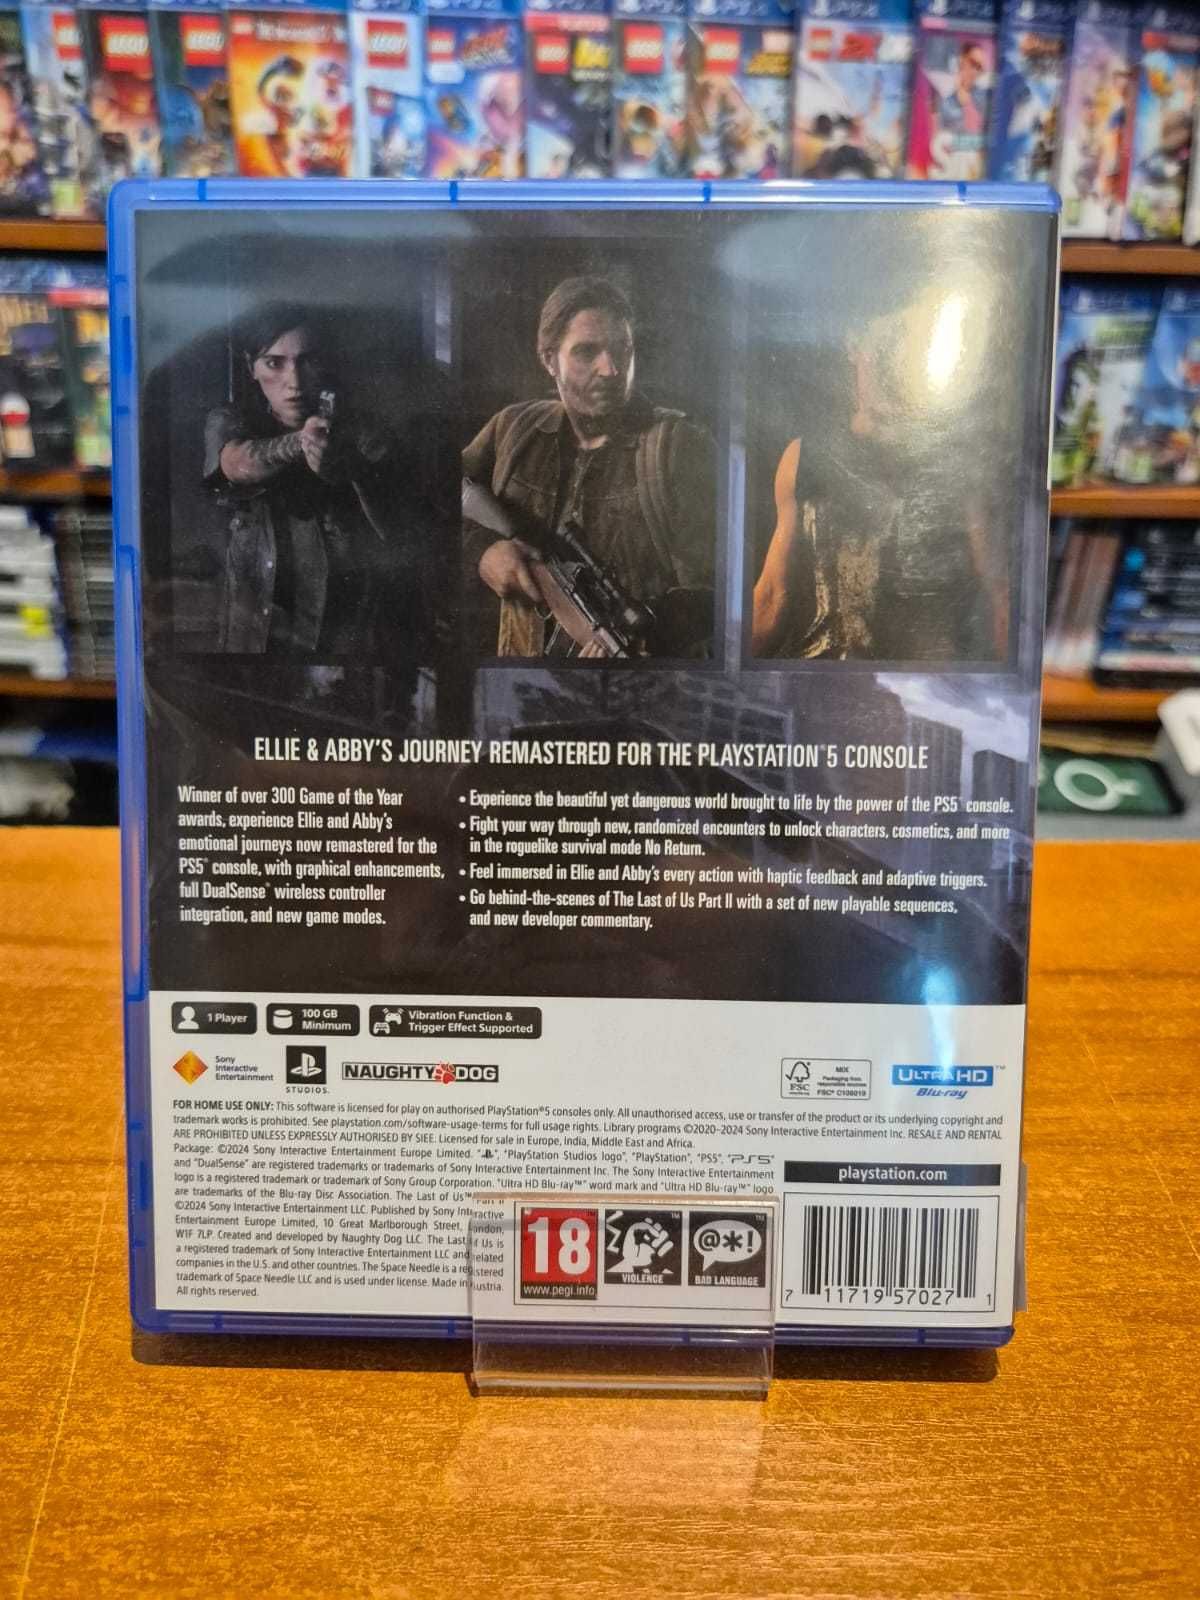 LEGO
LEGO
LEGO
LEGO
LEGO
ELLIE & ABBY'S JOURNEY REMASTERED FOR THE PLAYSTATION®5 CONSOLE
Winner of over 300 Game of the Year
awards, experience Ellie and Abby's
emotional journeys now remastered for the
PS5® console, with graphical enhancements,
full DualSense® wireless controller
integration, and new game modes.
• Experience the beautiful yet dangerous world brought to life by the power of the PS5® console.
• Fight your way through new, randomized encounters to unlock characters, cosmetics, and more
in the roguelike survival mode No Return.
• Feel immersed in Ellie and Abby's every action with haptic feedback and adaptive triggers.
• Go behind-the-scenes of The Last of Us Part II with a set of new playable sequences,
and new developer commentary.
1 Player
100 GB
Minimum
Vibration Function &
Trigger Effect Supported
Sony
Interactive
Entertainment
STUDIOS.
NAUGHTY DOG
FSC
MIX
Packaging from
responsible sources
FSC® C106019
ULTRA HD™
Blu-ray
FOR HOME USE ONLY: This software is licensed for play on authorised PlayStation®5 consoles only. All unauthorised access, use or transfer of the product or its underlying copyright and
trademark works is prohibited. See playstation.com/software-usage-terms for full usage rights. Library programs ©2020–2024 Sony Interactive Entertainment Inc. RESALE AND RENTAL
ARE PROHIBITED UNLESS EXPRESSLY AUTHORISED BY SIEE. Licensed for sale in Europe, India, Middle East and Africa.
Package: ©2024 Sony Interactive Entertainment Europe Limited. "", "PlayStation Studios logo", "PlayStation", "PS5", "PS5"
and "DualSense" are registered trademarks or trademarks of Sony Interactive Entertainment Inc. The Sony Interactive Entertainment
logo is a registered trademark or trademark of Sony Group Corporation. "Ultra HD Blu-ray™" word mark and "Ultra HD Blu-ray™" logo
are trademarks of the Blu-ray Disc Association. The Last of Us™ Part II
©2024 Sony Interactive Entertainment LLC. Published by Sony Interactive
Entertainment Europe Limited, 10 Great Marlborough Street, London,
W1F 7LP. Created and developed by Naughty Dog LLC. The Last of Us is
a registered trademark of Sony Interactive Entertainment LLC and related
companies in the U.S. and other countries. The Space Needle is a registered
trademark of Space Needle LLC and is used under license. Made in Austria.
All rights reserved.
playstation.com
18
www.pegi.info
VIOLENCE
@*!
BAD LANGUAGE
7 11719 57027 1